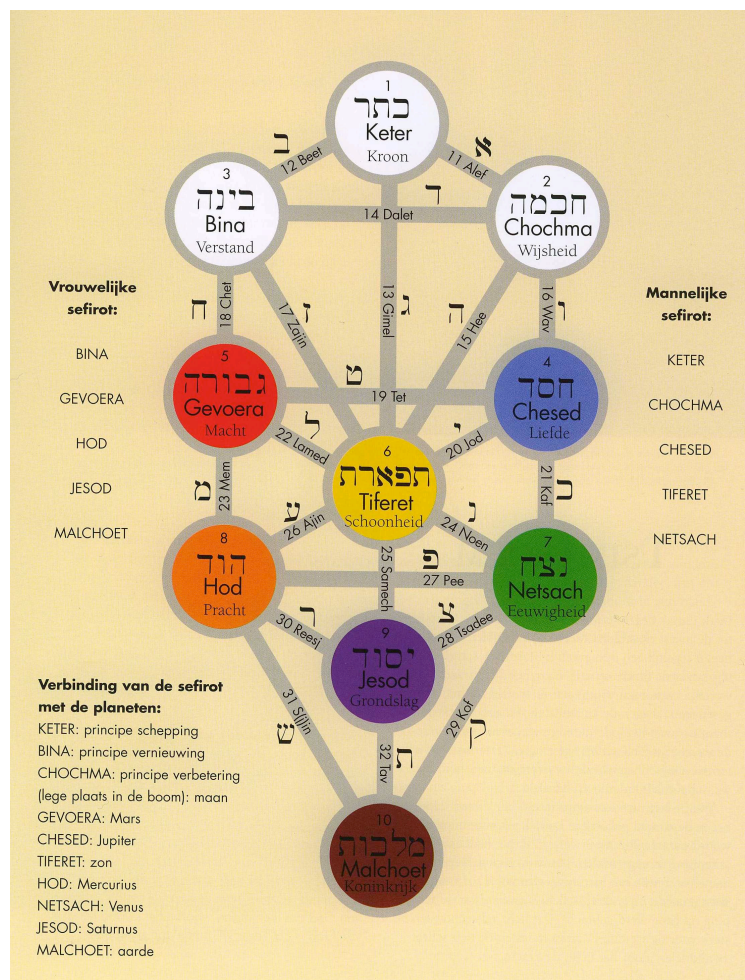 1
כתר
Keter
Kroon
ב
12 Beet
א
11 Alef
3
בינה
Bina
Verstand
ד
14 Dalet
2
חכמה
Chochma
Wijsheid
Vrouwelijke
sefirot:
BINA
GEVOERA
HOD
JESOD
MALCHOET
ח
18 Chet
17 Zajin
ז
13 Gimel
ג
ה
15 Hee
16 Wav
ו
Mannelijke
sefirot:
KETER
CHOCHMA
CHESED
TIFERET
NETSACH
5
גבורה
Gevoera
Macht
ט
19 Tet
4
חסד
Chesed
Liefde
ל
22 Lamed
י
20 Jod
6
תפארת
Tiferet
Schoonheid
מ
23 Mem
21 Kaf
כ
ע
26 Ajin
נ
24 Noen
8
הוד
Hod
Pracht
25 Samech
פ
27 Pee
7
נצח
Netsach
Eeuwigheid
ר
30 Reesj
צ
28 Tsadee
9
יסוד
Jesod
Grondslag
31 S(j)in
ש
29 Kof
ק
32 Tav
ת
10
מלכות
Malchoet
Koninkrijk
Verbinding van de sefirot
met de planeten:
KETER: principe schepping
BINA: principe vernieuwing
CHOCHMA: principe verbetering
(lege plaats in de boom): maan
GEVOERA: Mars
CHESED: Jupiter
TIFERET: zon
HOD: Mercurius
NETSACH: Venus
JESOD: Saturnus
MALCHOET: aarde